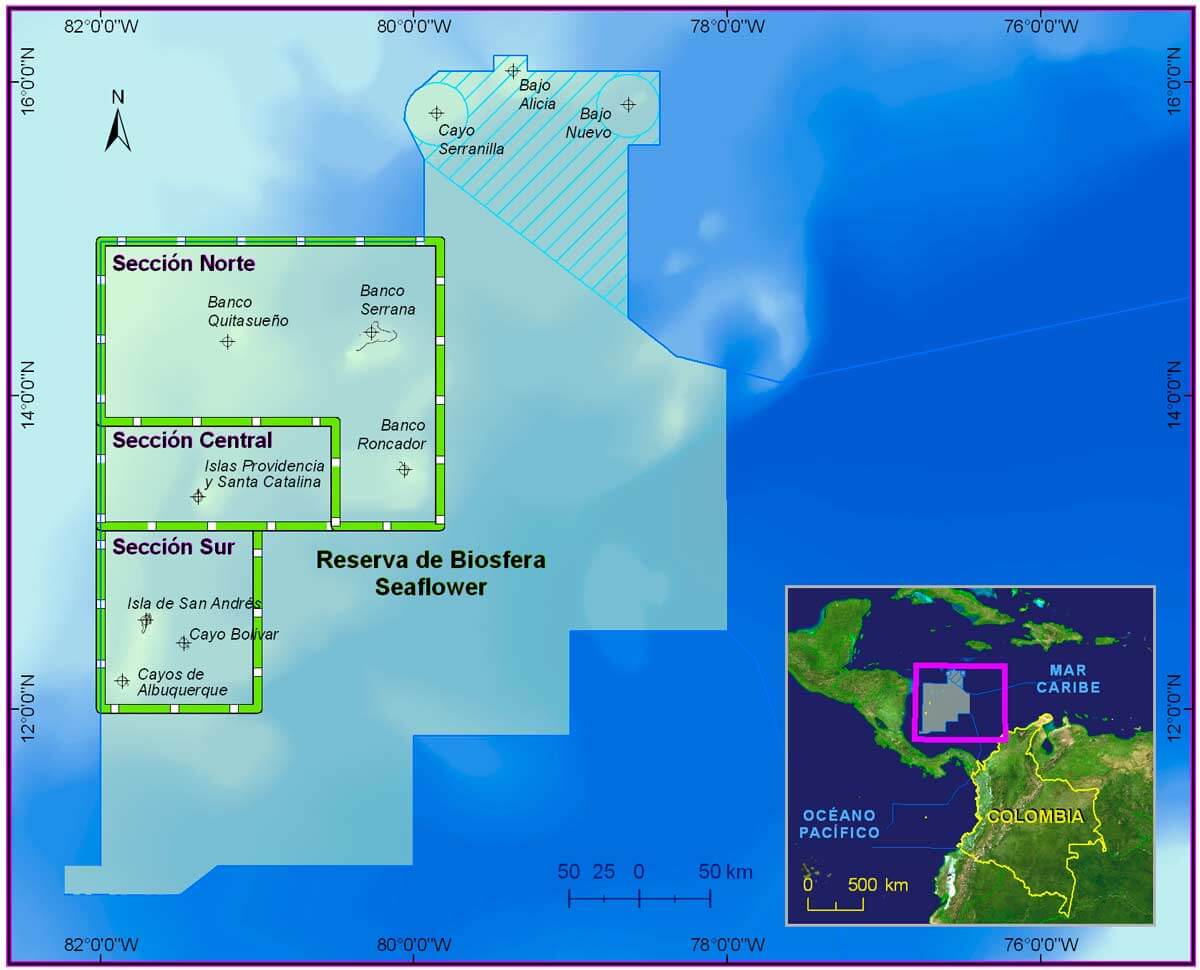 82°0'0"W
80°0'0"W
78°0'0"W
76°0'0"W
16°0'0"N
16°0'0"N
N
Bajo
Alicia
Bajo
Nuevo
Cayo
Serranilla
Sección Norte
Banco
Quitasueño
Banco
Serrana
14°0'0"N
14°0'0"N
Banco
Roncador
Sección Central
Islas Providencia
y Santa Catalina
Sección Sur
Reserva de Biosfera
Seaflower
Isla de San Andrés
Cayo Bolívar
Cayos de
Albuquerque
12°0'0"N
12°0'0"N
MAR
CARIBE
OCÉANO
PACÍFICO
COLOMBIA
0 500 km
50 25 0 50 km
82°0'0"W
80°0'0"W
78°0'0"W
76°0'0"W